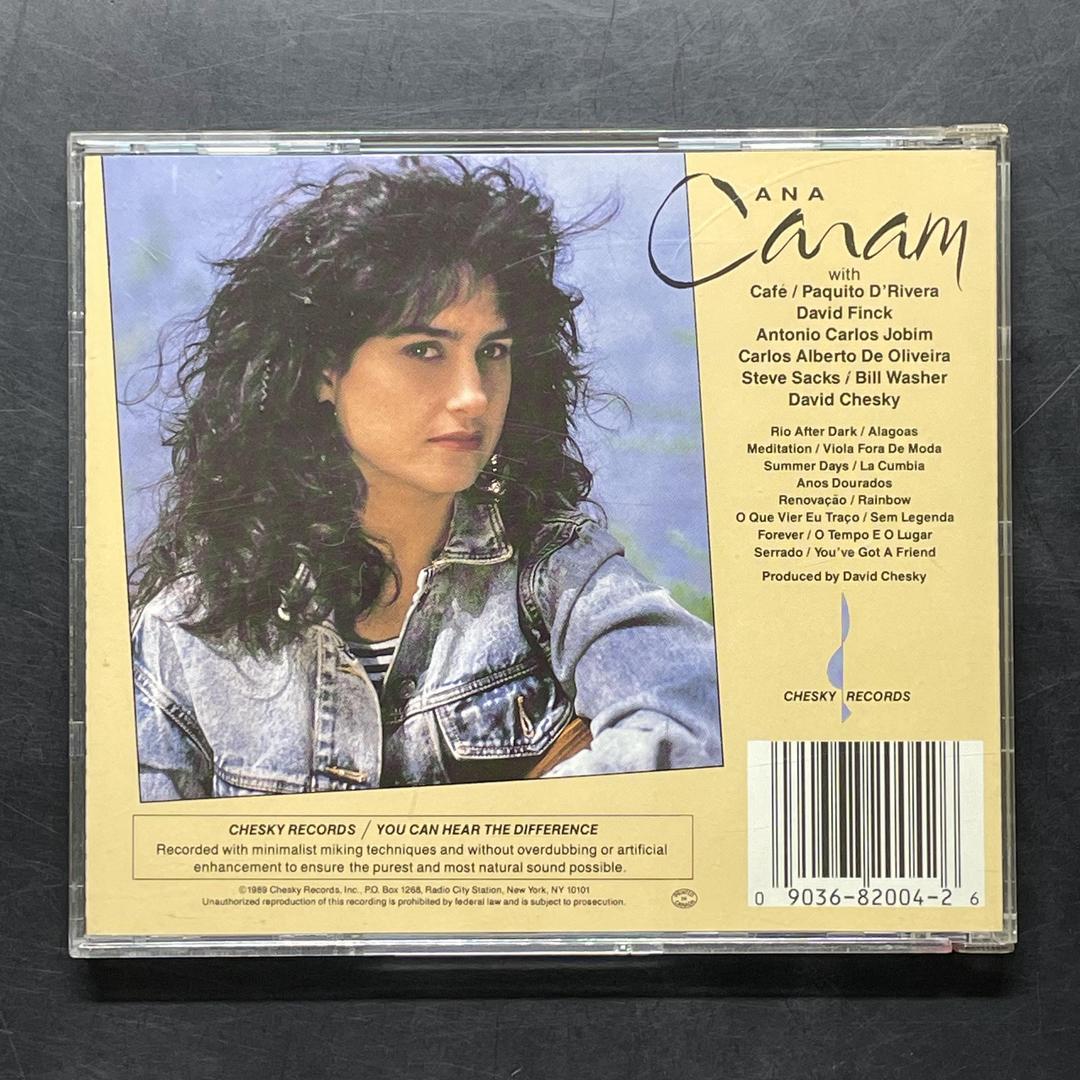 ANA
Caram
with
Café / Paquito D'Rivera
David Finck
Antonio Carlos Jobim
Carlos Alberto De Oliveira
Steve Sacks / Bill Washer
David Chesky
Rio After Dark / Alagoas
Meditation / Viola Fora De Moda
Summer Days / La Cumbia
Anos Dourados
Renovação / Rainbow
O Que Vier Eu Traço / Sem Legenda
Forever / O Tempo E O Lugar
Serrado / You've Got A Friend
Produced by David Chesky
CHESKY RECORDS
CHESKY RECORDS / YOU CAN HEAR THE DIFFERENCE
Recorded with minimalist miking techniques and without overdubbing or artificial
enhancement to ensure the purest and most natural sound possible.
©1989 Chesky Records, Inc., P.O. Box 1268, Radio City Station, New York, NY 10101
Unauthorized reproduction of this recording is prohibited by federal law and is subject to prosecution.
PRINTED
IN
CANADA
0 9036-82004-2 6